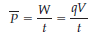 P̅ = W/t = qV/t